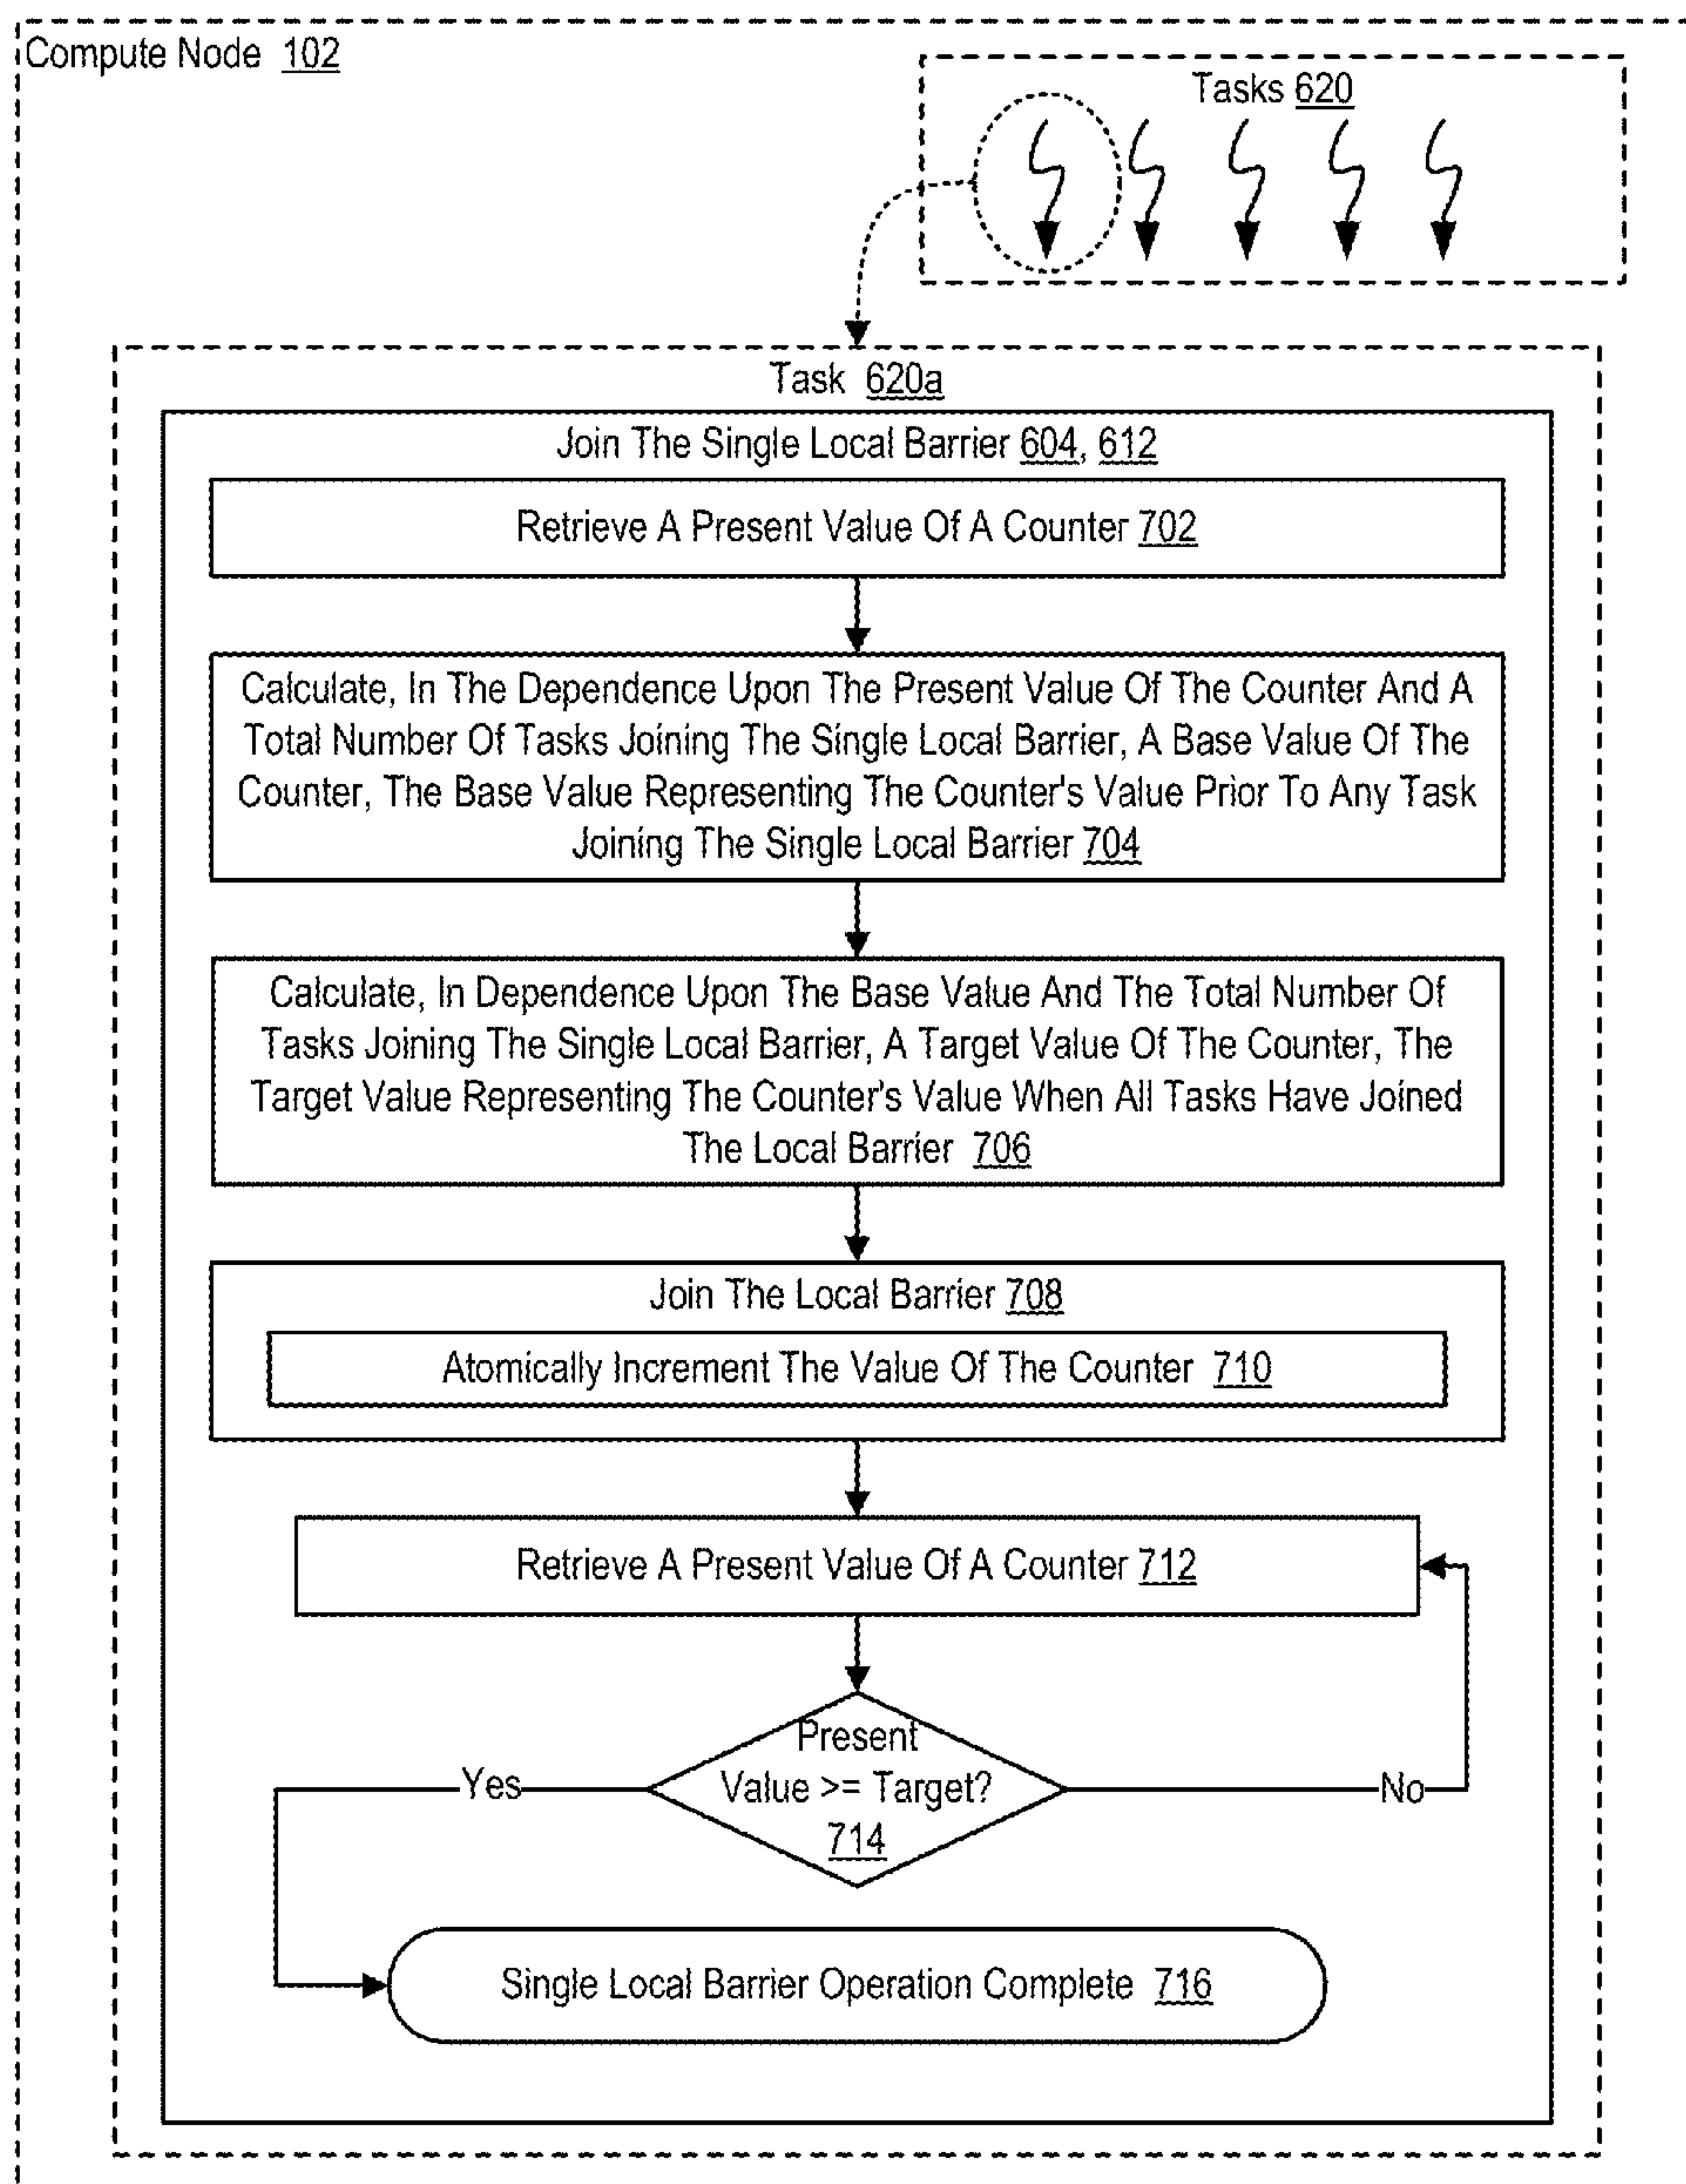 Compute Node 102
Tasks 620
Task 620a
Join The Single Local Barrier 604, 612
Retrieve A Present Value Of A Counter 702
Calculate, In The Dependence Upon The Present Value Of The Counter And A
Total Number Of Tasks Joining The Single Local Barrier, A Base Value Of The
Counter, The Base Value Representing The Counter's Value Prior To Any Task
Joining The Single Local Barrier 704
Calculate, In Dependence Upon The Base Value And The Total Number Of
Tasks Joining The Single Local Barrier, A Target Value Of The Counter, The
Target Value Representing The Counter's Value When All Tasks Have Joined
The Local Barrier 706
Join The Local Barrier 708
Atomically Increment The Value Of The Counter 710
Retrieve A Present Value Of A Counter 712
Present
Yes Value >= Target? No
714
Single Local Barrier Operation Complete 716